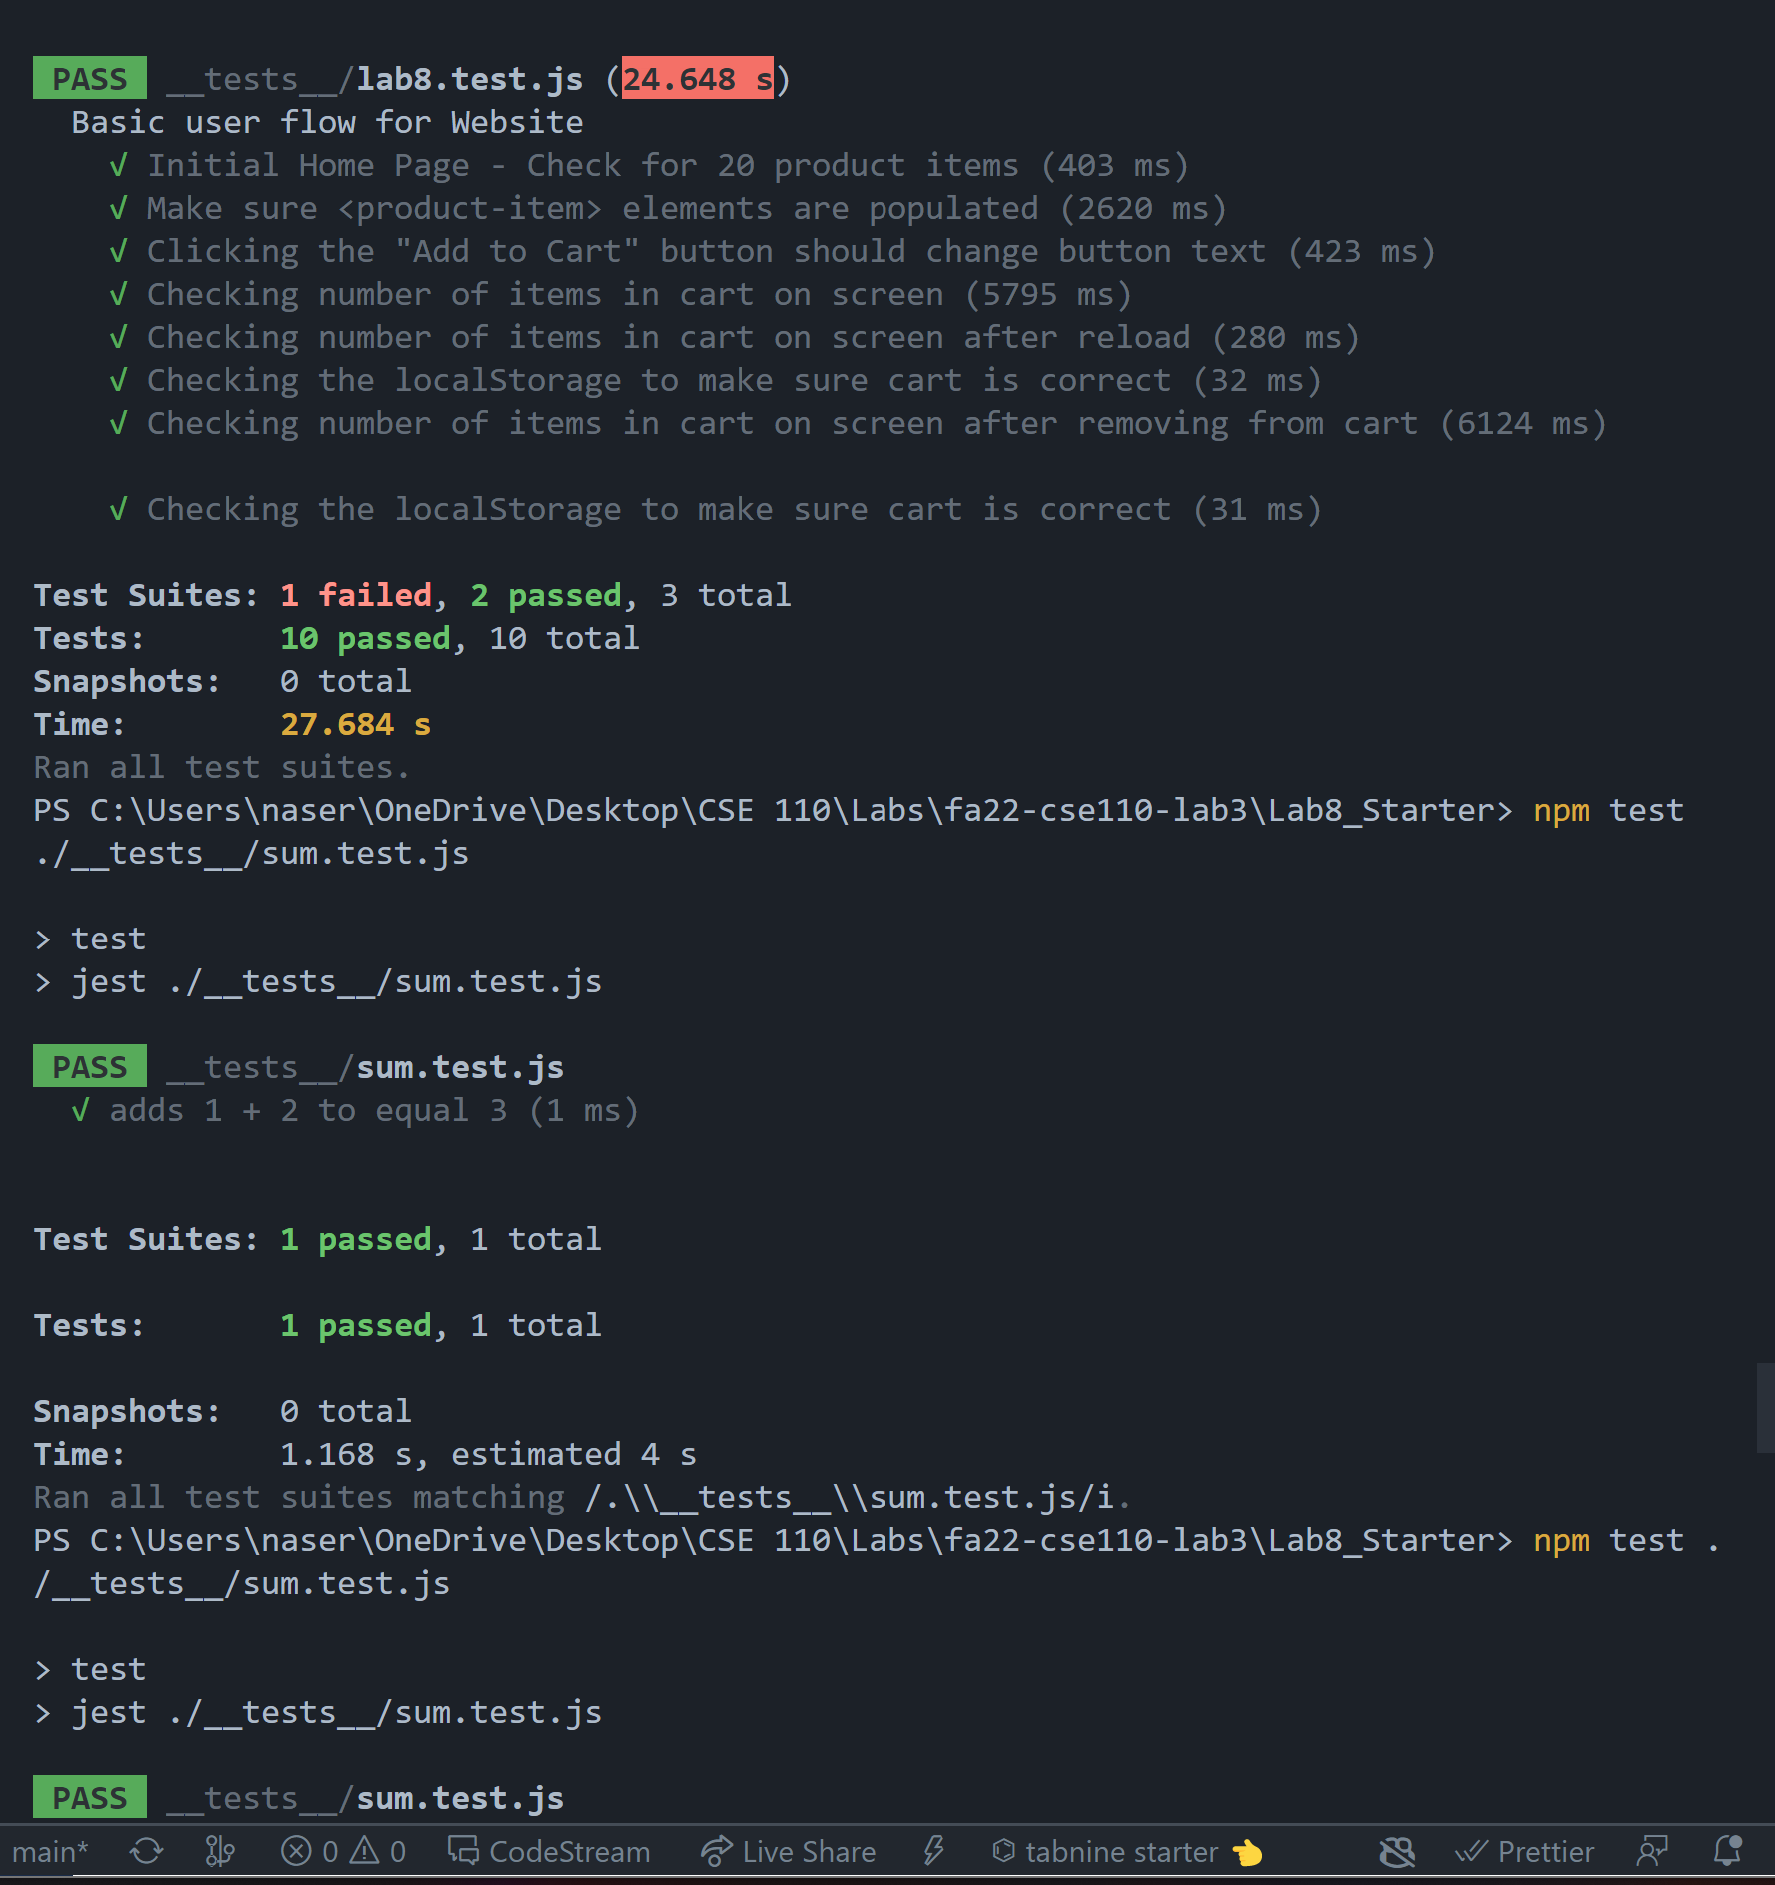 PASS __tests__/lab8.test.js (24.648 s)
Basic user flow for Website
√ Initial Home Page - Check for 20 product items (403 ms)
√ Make sure <product-item> elements are populated (2620 ms)
√ Clicking the "Add to Cart" button should change button text (423 ms)
√ Checking number of items in cart on screen (5795 ms)
√ Checking number of items in cart on screen after reload (280 ms)
√ Checking the localStorage to make sure cart is correct (32 ms)
√ Checking number of items in cart on screen after removing from cart (6124 ms)
√ Checking the localStorage to make sure cart is correct (31 ms)
Test Suites: 1 failed, 2 passed, 3 total
Tests: 10 passed, 10 total
Snapshots: 0 total
Time: 27.684 s
Ran all test suites.
PS C:\Users\naser\OneDrive\Desktop\CSE 110\Labs\fa22-cse110-lab3\Lab8_Starter> npm test
./__tests__/sum.test.js
> test
> jest ./__tests__/sum.test.js
PASS __tests__/sum.test.js
√ adds 1 + 2 to equal 3 (1 ms)
Test Suites: 1 passed, 1 total
Tests: 1 passed, 1 total
Snapshots: 0 total
Time: 1.168 s, estimated 4 s
Ran all test suites matching /.\\__tests__\\sum.test.js/i.
PS C:\Users\naser\OneDrive\Desktop\CSE 110\Labs\fa22-cse110-lab3\Lab8_Starter> npm test .
/__tests__/sum.test.js
> test
> jest ./__tests__/sum.test.js
PASS __tests__/sum.test.js
main* 0 0 CodeStream Live Share tabnine starter Prettier